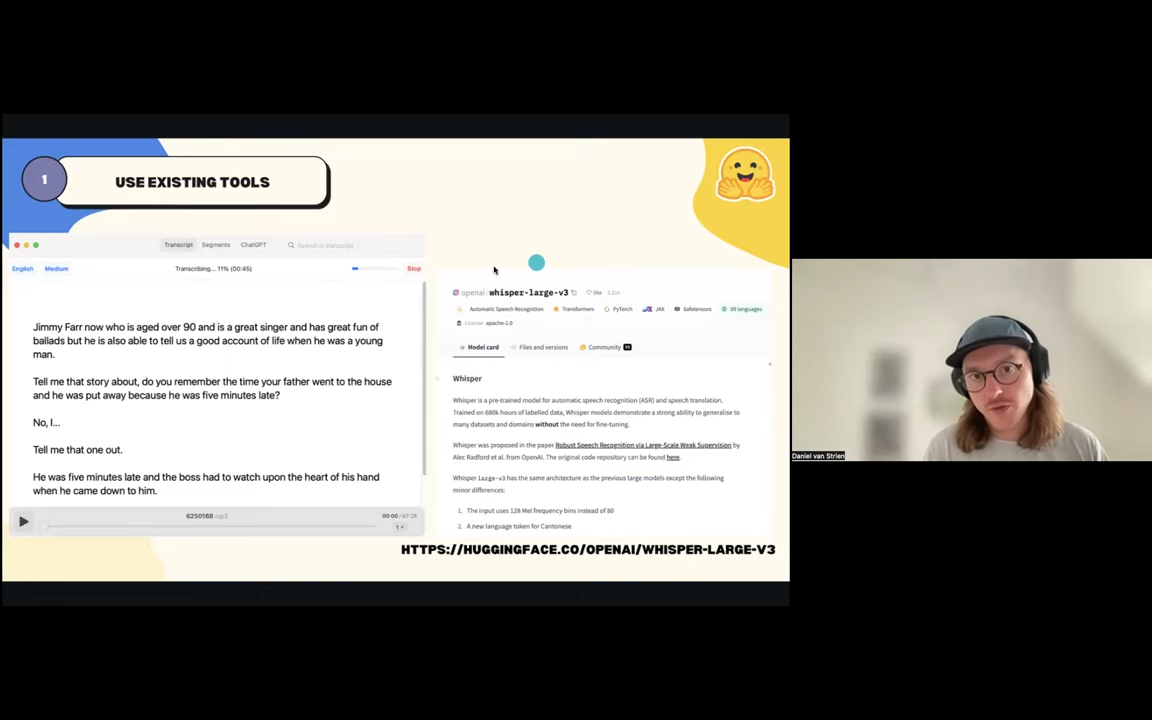 1
USE EXISTING TOOLS
Transcript Segments ChatGPT Search in transcript
English Medium Transcribing... 11% (00:45) Stop
Jimmy Farr now who is aged over 90 and is a great singer and has great fun of
ballads but he is also able to tell us a good account of life when he was a young
man.
Tell me that story about, do you remember the time your father went to the house
and he was put away because he was five minutes late?
No, I...
Tell me that one out.
He was five minutes late and the boss had to watch upon the heart of his hand
when he came down to him.
6250168.mp3
00:00 / 07:26
1×
openai/whisper-large-v3 like
Automatic Speech Recognition Transformers PyTorch JAX Safetensors 99 languages
License: apache-2.0
Model card Files and versions Community
Whisper
Whisper is a pre-trained model for automatic speech recognition (ASR) and speech translation.
Trained on 680k hours of labelled data, Whisper models demonstrate a strong ability to generalise to
many datasets and domains without the need for fine-tuning.
Whisper was proposed in the paper Robust Speech Recognition via Large-Scale Weak Supervision by
Alec Radford et al. from OpenAI. The original code repository can be found here.
Whisper large-v3 has the same architecture as the previous large models except the following
minor differences:
1. The input uses 128 Mel frequency bins instead of 80
2. A new language token for Cantonese
HTTPS://HUGGINGFACE.CO/OPENAI/WHISPER-LARGE-V3
Daniel van Strien